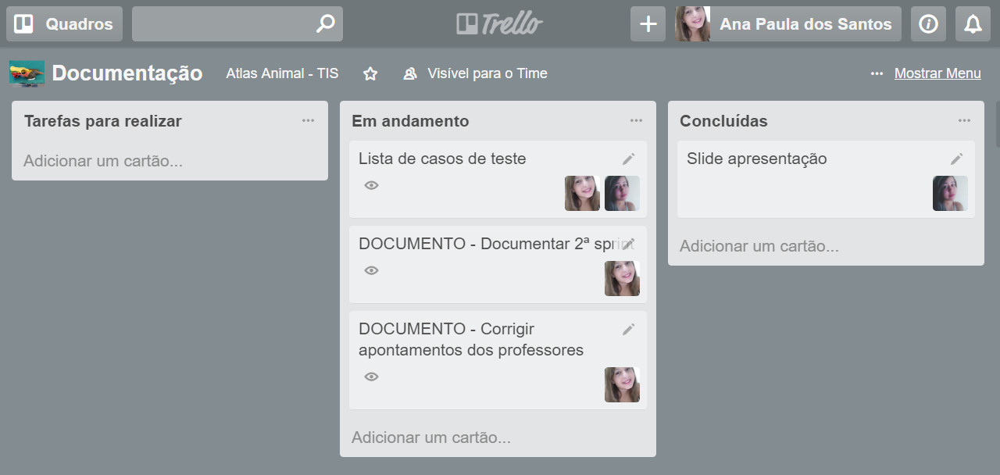 Quadros
Trello
Ana Paula dos Santos
Documentação
Atlas Animal - TIS
Visível para o Time
Mostrar Menu
Tarefas para realizar
Adicionar um cartão...
Em andamento
Lista de casos de teste
DOCUMENTO - Documentar 2ª sprint
DOCUMENTO - Corrigir
apontamentos dos professores
Adicionar um cartão...
Concluídas
Slide apresentação
Adicionar um cartão...